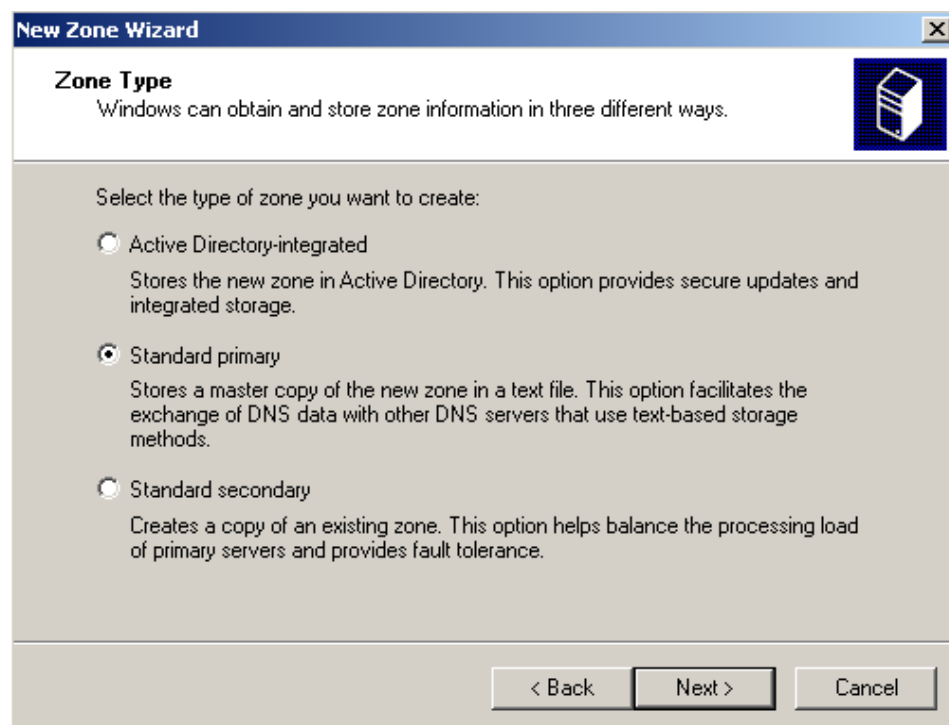 New Zone Wizard
Zone Type
Windows can obtain and store zone information in three different ways.
Select the type of zone you want to create:
Active Directory-integrated
Stores the new zone in Active Directory. This option provides secure updates and
integrated storage.
Standard primary
Stores a master copy of the new zone in a text file. This option facilitates the
exchange of DNS data with other DNS servers that use text-based storage
methods.
Standard secondary
Creates a copy of an existing zone. This option helps balance the processing load
of primary servers and provides fault tolerance.
< Back Next > Cancel